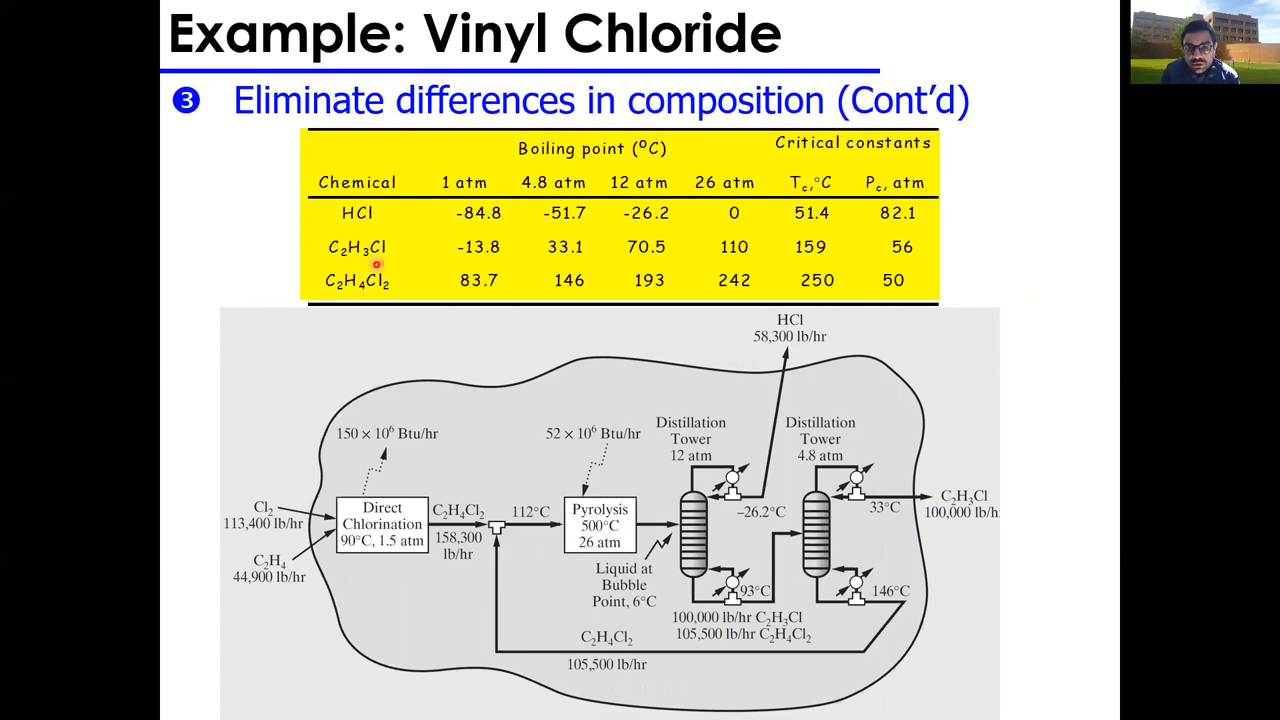 Example: Vinyl Chloride
❸ Eliminate differences in composition (Cont’d)
Boiling point (ºC) Critical constants
Chemical 1 atm 4.8 atm 12 atm 26 atm Tc,°C Pc, atm
HCl -84.8 -51.7 -26.2 0 51.4 82.1
C2H3Cl -13.8 33.1 70.5 110 159 56
C2H4Cl2 83.7 146 193 242 250 50
HCl
58,300 lb/hr
150 × 10⁶ Btu/hr
52 × 10⁶ Btu/hr
Distillation
Tower
12 atm
Distillation
Tower
4.8 atm
Cl2
113,400 lb/hr
C2H4
44,900 lb/hr
Direct
Chlorination
90°C, 1.5 atm
C2H4Cl2
158,300
lb/hr
112°C
Pyrolysis
500°C
26 atm
Liquid at
Bubble
Point, 6°C
–26.2°C
33°C
C2H3Cl
100,000 lb/h
93°C
146°C
100,000 lb/hr C2H3Cl
105,500 lb/hr C2H4Cl2
C2H4Cl2
105,500 lb/hr